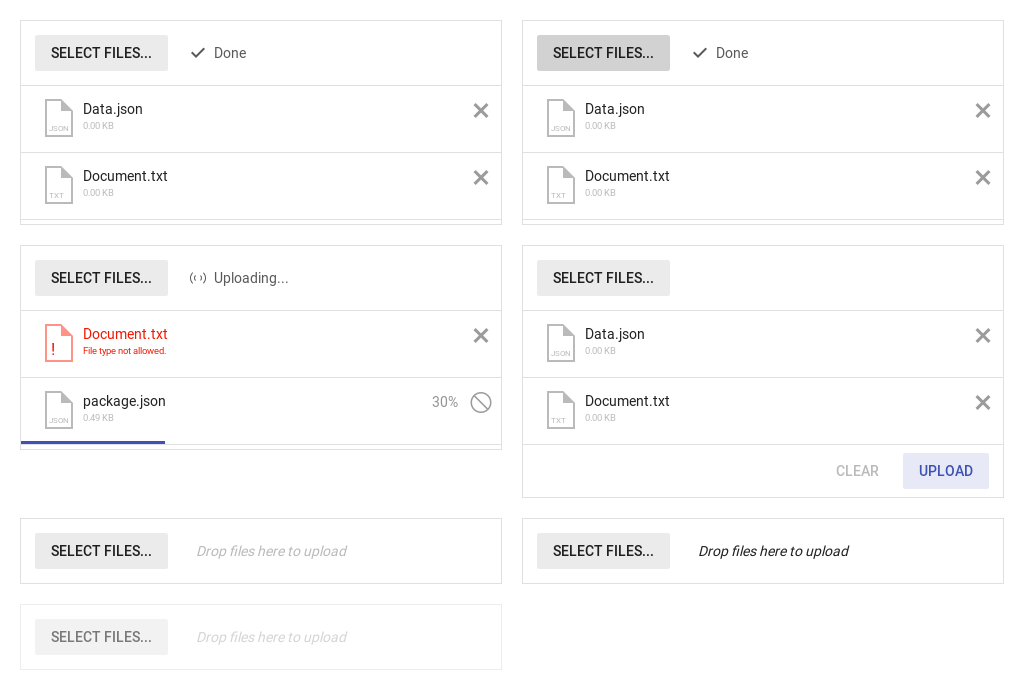 SELECT FILES... Done
Data.json
JSON
0.00 KB
Document.txt
TXT
0.00 KB
SELECT FILES... Done
Data.json
JSON
0.00 KB
Document.txt
TXT
0.00 KB
SELECT FILES... Uploading...
Document.txt
!
File type not allowed.
package.json 30%
JSON
0.49 KB
SELECT FILES...
Data.json
JSON
0.00 KB
Document.txt
TXT
0.00 KB
CLEAR UPLOAD
SELECT FILES... Drop files here to upload
SELECT FILES... Drop files here to upload
SELECT FILES... Drop files here to upload